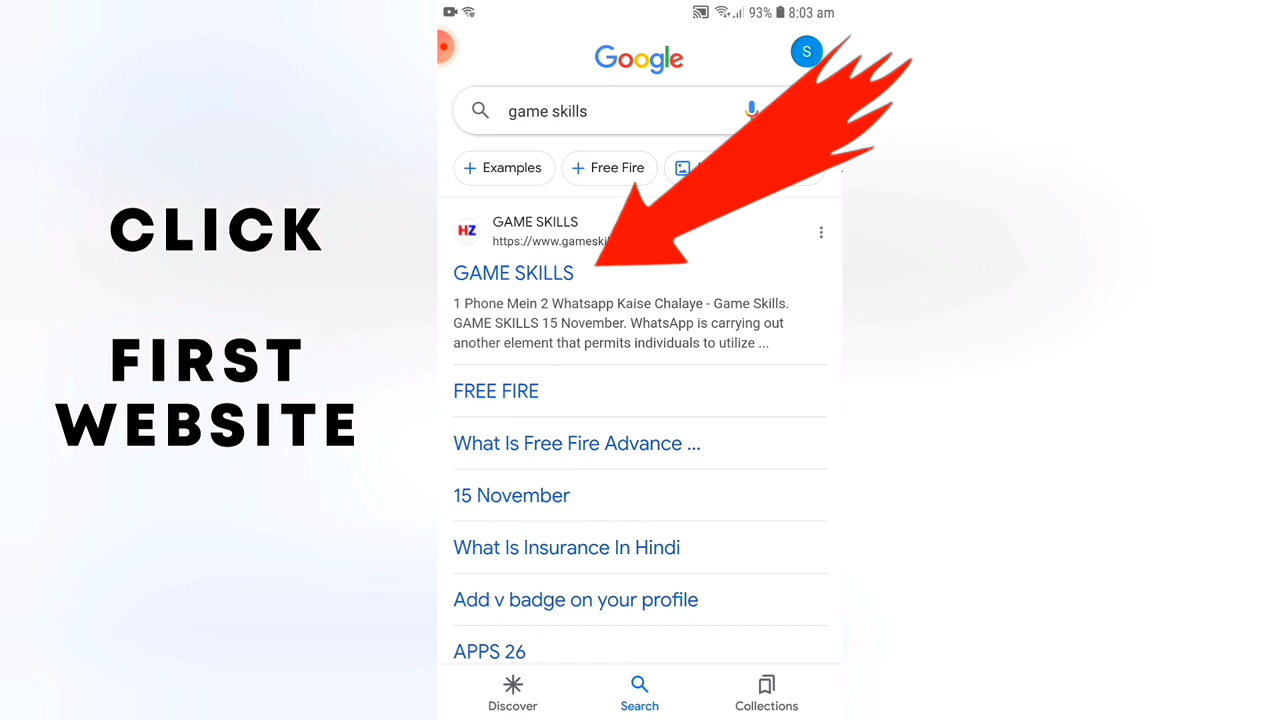 93% 8:03 am
Google
S
game skills
Examples
Free Fire
HZ
GAME SKILLS
https://www.gameski
GAME SKILLS
1 Phone Mein 2 Whatsapp Kaise Chalaye - Game Skills.
GAME SKILLS 15 November. WhatsApp is carrying out
another element that permits individuals to utilize ...
FREE FIRE
What Is Free Fire Advance ...
15 November
What Is Insurance In Hindi
Add v badge on your profile
APPS 26
Discover
Search
Collections
CLICK
FIRST
WEBSITE